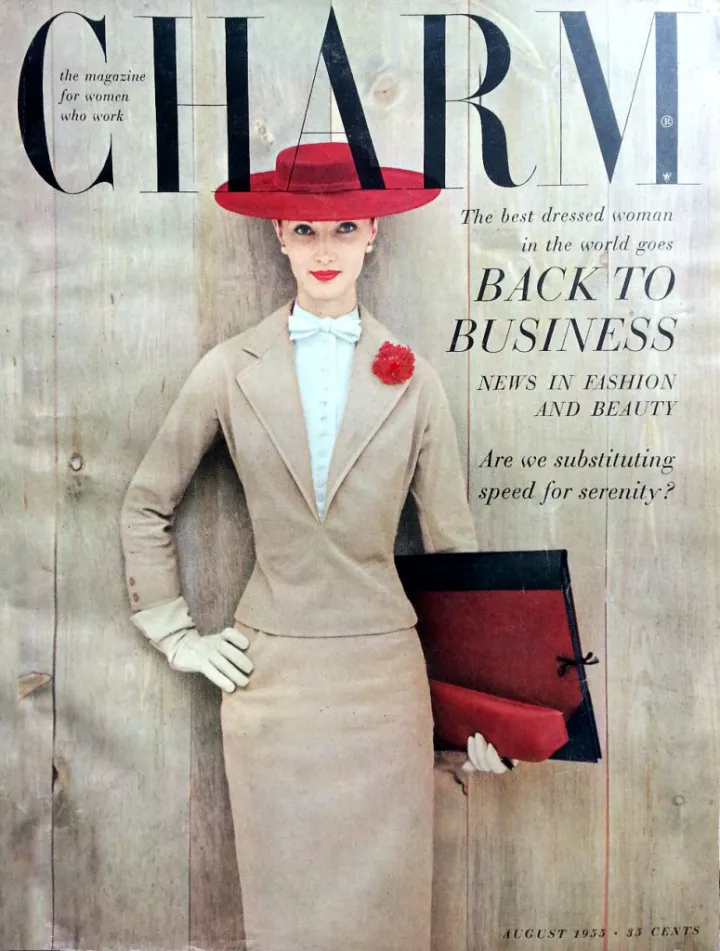 CHARM
the magazine
for women
who work
®
The best dressed woman
in the world goes
BACK TO
BUSINESS
NEWS IN FASHION
AND BEAUTY
Are we substituting
speed for serenity?
AUGUST 1955 · 35 CENTS